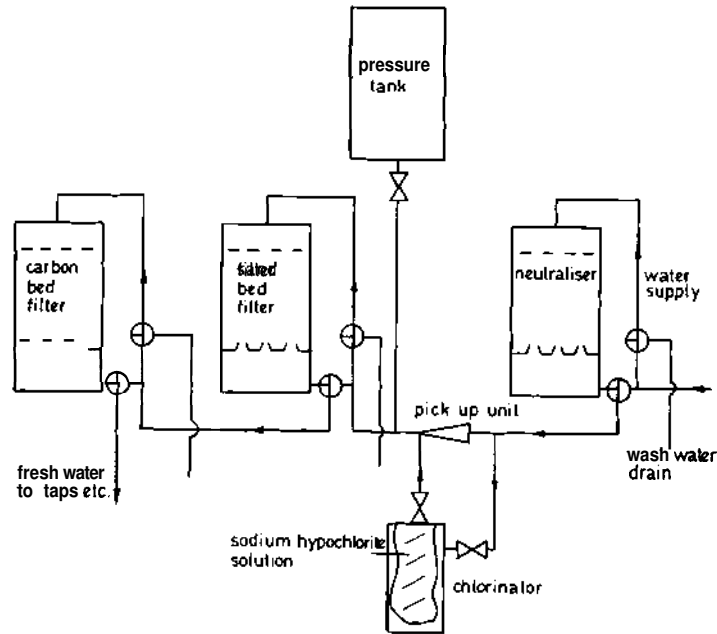 pressure
tank
carbon
bed
filter
bed
filter
neutraliser
water
supply
pick up unit
fresh water
to taps etc.
wash water
drain
sodium hypochlorite
solution
chlorinator